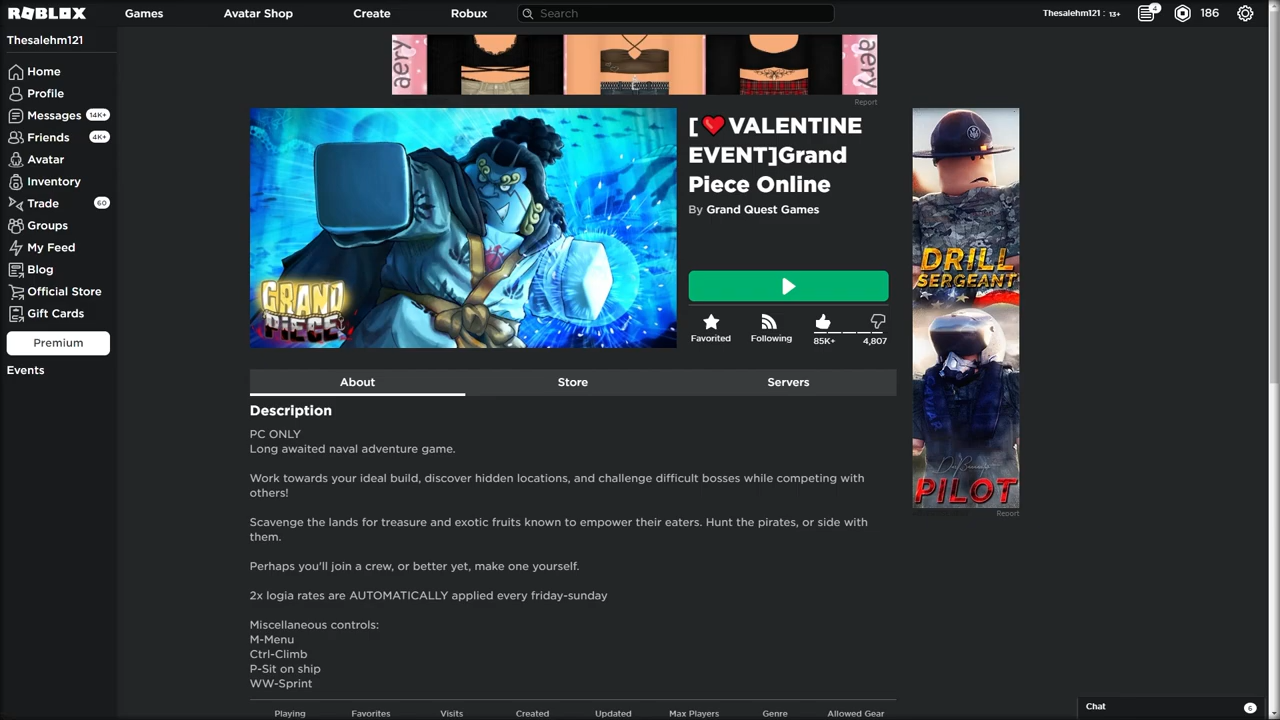 ROBLOX
Games
Avatar Shop
Create
Robux
Search
Thesalehm121 : 13+
4
186
Thesalehm121
Home
Profile
Messages 14K+
Friends 4K+
Avatar
Inventory
Trade 60
Groups
My Feed
Blog
Official Store
Gift Cards
Premium
Events
aery
aery
Report
GRAND
PIECE
[❤️VALENTINE
EVENT]Grand
Piece Online
By Grand Quest Games
Favorited
Following
85K+
4,807
DRILL
SERGEANT
PILOT
Report
About
Store
Servers
Description
PC ONLY
Long awaited naval adventure game.
Work towards your ideal build, discover hidden locations, and challenge difficult bosses while competing with
others!
Scavenge the lands for treasure and exotic fruits known to empower their eaters. Hunt the pirates, or side with
them.
Perhaps you'll join a crew, or better yet, make one yourself.
2x logia rates are AUTOMATICALLY applied every friday-sunday
Miscellaneous controls:
M-Menu
Ctrl-Climb
P-Sit on ship
WW-Sprint
Playing
Favorites
Visits
Created
Updated
Max Players
Genre
Allowed Gear
Chat
6